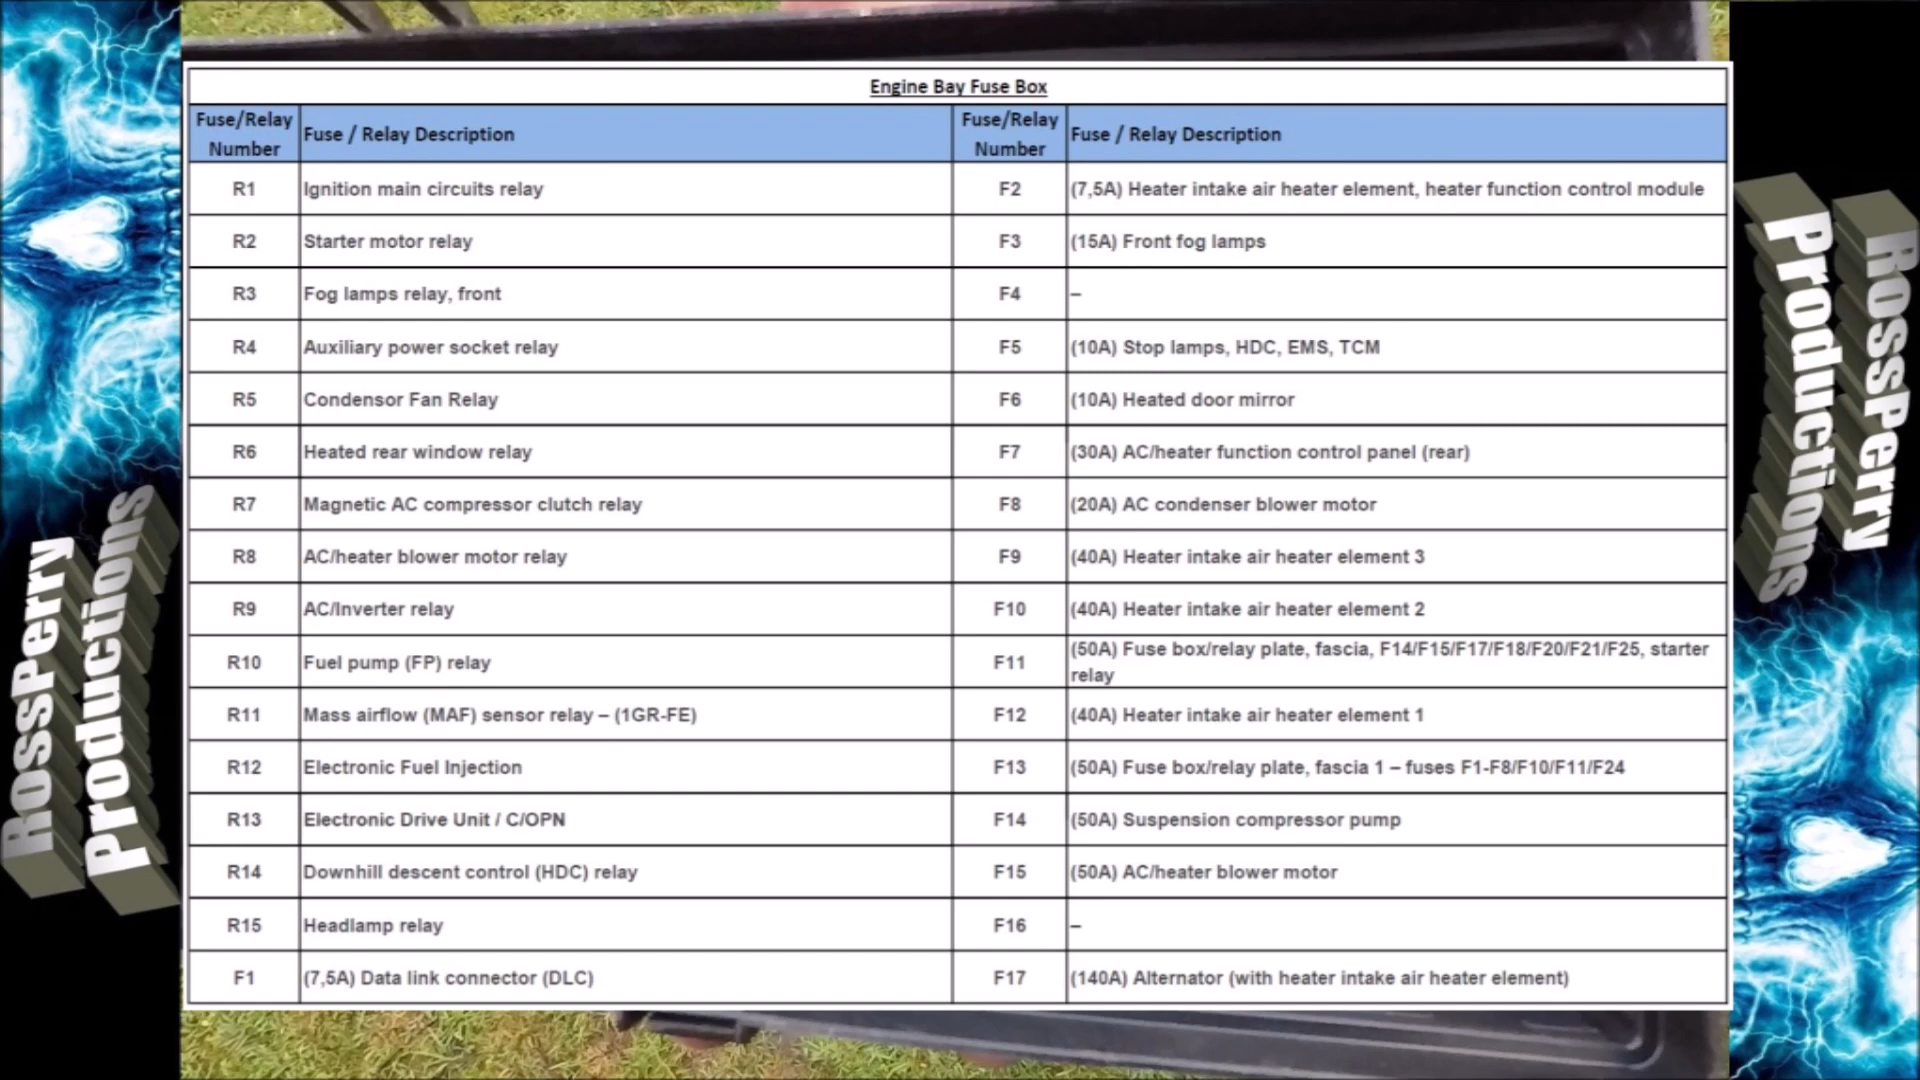 Engine Bay Fuse Box
Fuse/Relay Number Fuse / Relay Description Fuse/Relay Number Fuse / Relay Description
R1 Ignition main circuits relay F2 (7,5A) Heater intake air heater element, heater function control module
R2 Starter motor relay F3 (15A) Front fog lamps
R3 Fog lamps relay, front F4 –
R4 Auxiliary power socket relay F5 (10A) Stop lamps, HDC, EMS, TCM
R5 Condensor Fan Relay F6 (10A) Heated door mirror
R6 Heated rear window relay F7 (30A) AC/heater function control panel (rear)
R7 Magnetic AC compressor clutch relay F8 (20A) AC condenser blower motor
R8 AC/heater blower motor relay F9 (40A) Heater intake air heater element 3
R9 AC/Inverter relay F10 (40A) Heater intake air heater element 2
R10 Fuel pump (FP) relay F11 (50A) Fuse box/relay plate, fascia, F14/F15/F17/F18/F20/F21/F25, starter
relay
R11 Mass airflow (MAF) sensor relay – (1GR-FE) F12 (40A) Heater intake air heater element 1
R12 Electronic Fuel Injection F13 (50A) Fuse box/relay plate, fascia 1 – fuses F1-F8/F10/F11/F24
R13 Electronic Drive Unit / C/OPN F14 (50A) Suspension compressor pump
R14 Downhill descent control (HDC) relay F15 (50A) AC/heater blower motor
R15 Headlamp relay F16 –
F1 (7,5A) Data link connector (DLC) F17 (140A) Alternator (with heater intake air heater element)
RossPerry
Productions
RossPerry
Productions